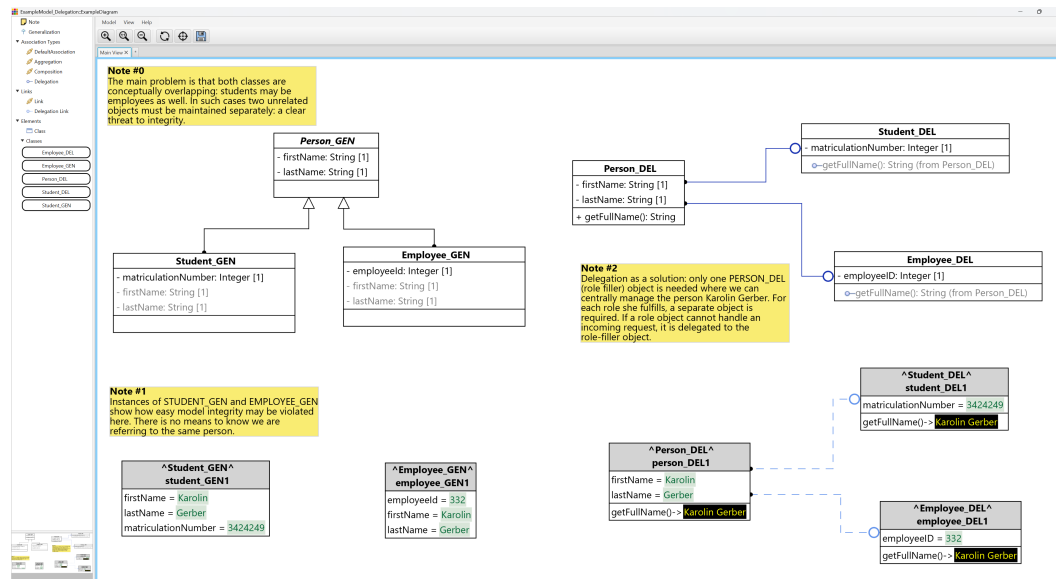 ExampleModel_Delegation::ExampleDiagram
Note
Generalization
Association Types
DefaultAssociation
Aggregation
Composition
Delegation
Links
Link
Delegation Link
Elements
Class
Classes
Employee_DEL
Employee_GEN
Person_DEL
Student_DEL
Student_GEN
Model View Help
Main View × +
Note #0
The main problem is that both classes are
conceptually overlapping: students may be
employees as well. In such cases two unrelated
objects must be maintained separately: a clear
threat to integrity.
Person_GEN
- firstName: String [1]
- lastName: String [1]
Student_GEN
- matriculationNumber: Integer [1]
- firstName: String [1]
- lastName: String [1]
Employee_GEN
- employeeId: Integer [1]
- firstName: String [1]
- lastName: String [1]
Person_DEL
- firstName: String [1]
- lastName: String [1]
+ getFullName(): String
Student_DEL
- matriculationNumber: Integer [1]
getFullName(): String (from Person_DEL)
Employee_DEL
- employeeID: Integer [1]
getFullName(): String (from Person_DEL)
Note #2
Delegation as a solution: only one PERSON_DEL
(role filler) object is needed where we can
centrally manage the person Karolin Gerber. For
each role she fulfills, a separate object is
required. If a role object cannot handle an
incoming request, it is delegated to the
role-filler object.
Note #1
Instances of STUDENT_GEN and EMPLOYEE_GEN
show how easy model integrity may be violated
here. There is no means to know we are
referring to the same person.
^Student_GEN^
student_GEN1
firstName = Karolin
lastName = Gerber
matriculationNumber = 3424249
^Employee_GEN^
employee_GEN1
employeeId = 332
firstName = Karolin
lastName = Gerber
^Person_DEL^
person_DEL1
firstName = Karolin
lastName = Gerber
getFullName()-> Karolin Gerber
^Student_DEL^
student_DEL1
matriculationNumber = 3424249
getFullName()-> Karolin Gerber
^Employee_DEL^
employee_DEL1
employeeID = 332
getFullName()-> Karolin Gerber